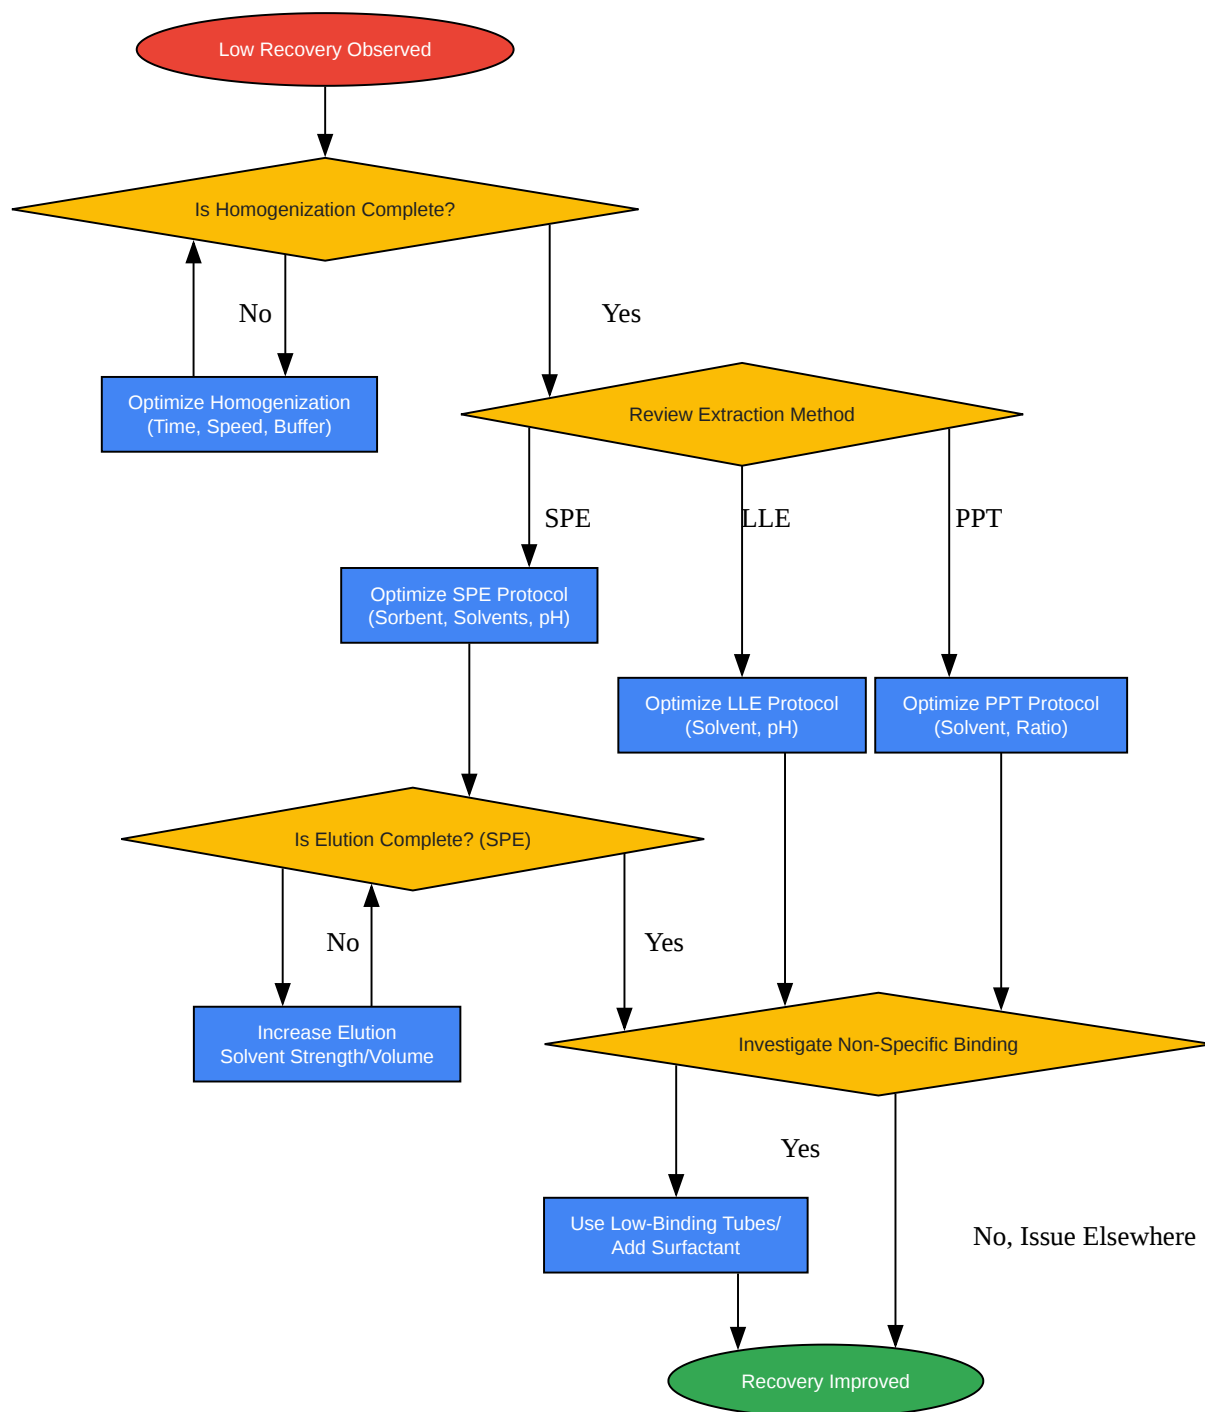 Low Recovery Observed
Is Homogenization Complete?
No
Yes
Optimize Homogenization
(Time, Speed, Buffer)
Review Extraction Method
SPE
LLE
PPT
Optimize SPE Protocol
(Sorbent, Solvents, pH)
Optimize LLE Protocol
(Solvent, pH)
Optimize PPT Protocol
(Solvent, Ratio)
Is Elution Complete? (SPE)
No
Yes
Increase Elution
Solvent Strength/Volume
Investigate Non-Specific Binding
Yes
Use Low-Binding Tubes/
Add Surfactant
No, Issue Elsewhere
Recovery Improved